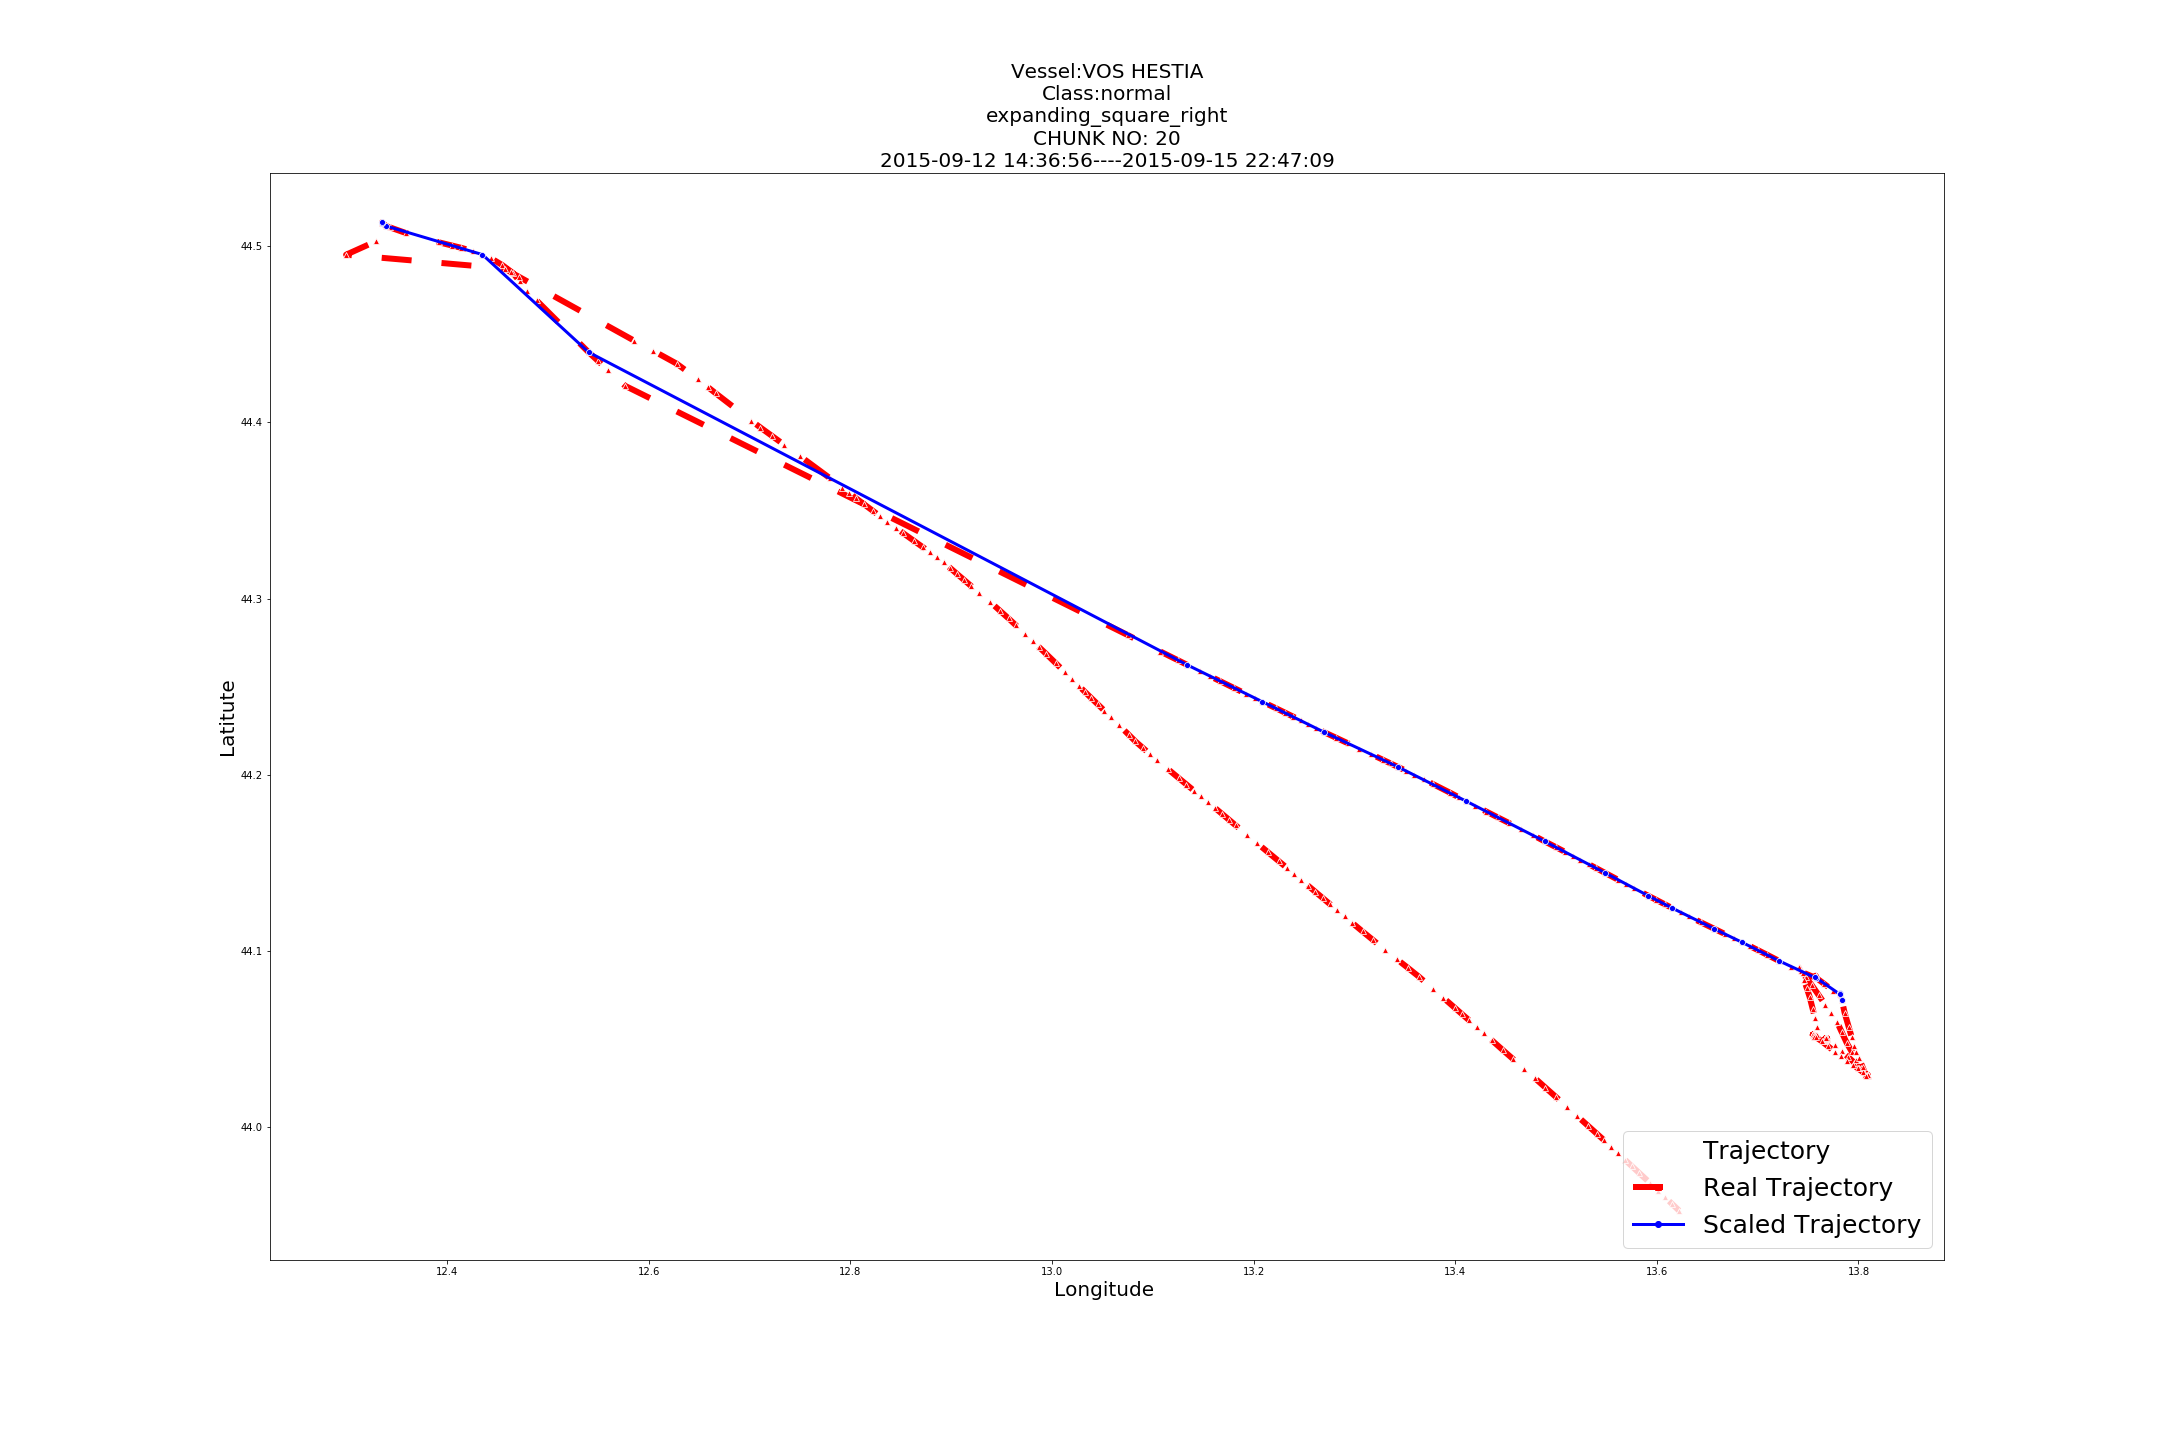 Vessel:VOS HESTIA
Class:normal
expanding_square_right
CHUNK NO: 20
2015-09-12 14:36:56----2015-09-15 22:47:09
44.5
44.4
44.3
44.2
44.1
44.0
Latitute
12.4
12.6
12.8
13.0
13.2
13.4
13.6
13.8
Longitude
Trajectory
Real Trajectory
Scaled Trajectory